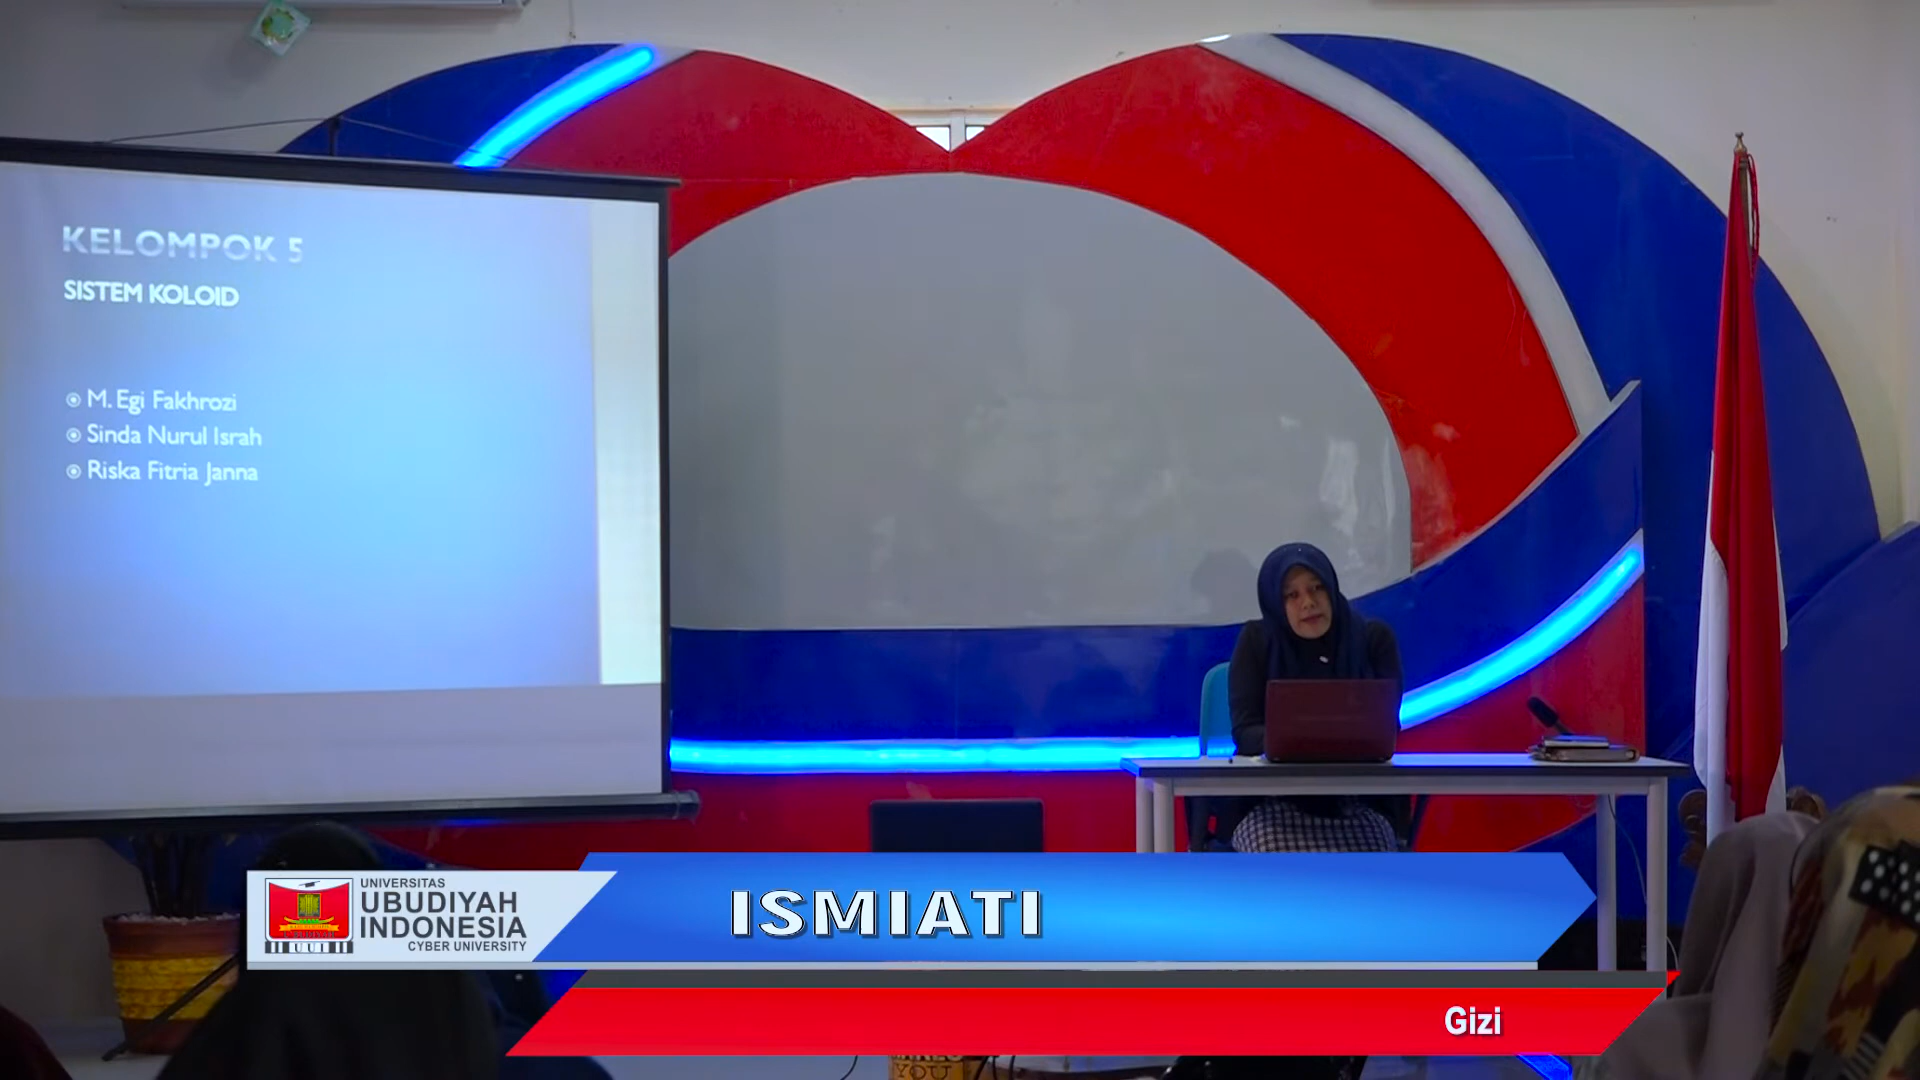 KELOMPOK 5
SISTEM KOLOID
M. Egi Fakhrozi
Sinda Nurul Israh
Riska Fitria Janna
UNIVERSITAS
UBUDIYAH
INDONESIA
CYBER UNIVERSITY
ISMIATI
Gizi
YOU